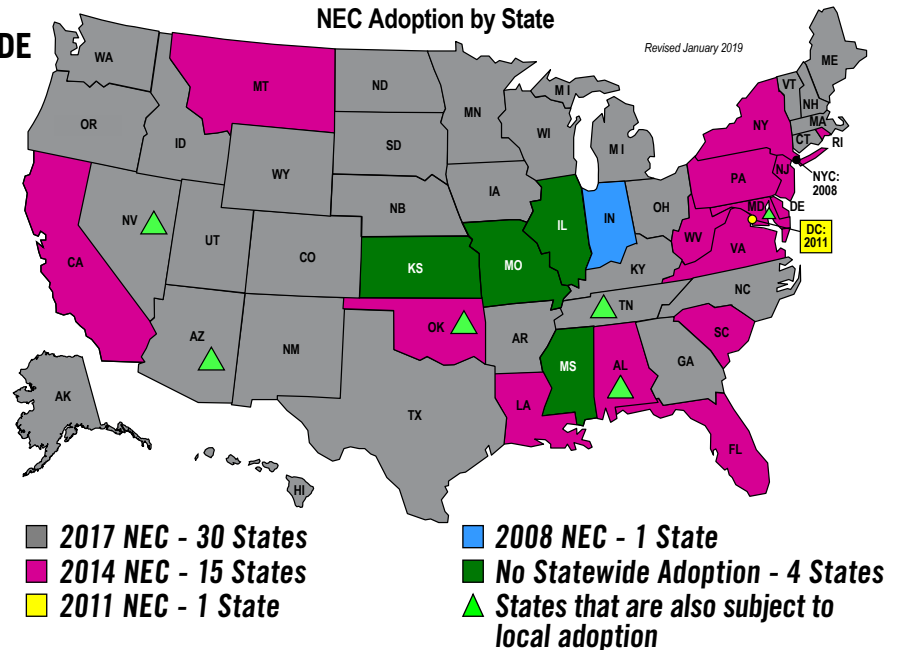 NEC Adoption by State
DE
Revised January 2019
WA
MT
ND
MN
MI
ME
VT
NH
MA
CT
RI
NY
OR
ID
SD
WI
MI
WY
IA
PA
NJ
NYC:
2008
NB
OH
MD
DE
NV
UT
CO
IL
IN
WV
VA
DC:
2011
CA
KS
MO
KY
NC
TN
AZ
NM
OK
AR
SC
MS
AL
GA
LA
TX
FL
AK
HI
2017 NEC - 30 States
2014 NEC - 15 States
2011 NEC - 1 State
2008 NEC - 1 State
No Statewide Adoption - 4 States
States that are also subject to
local adoption